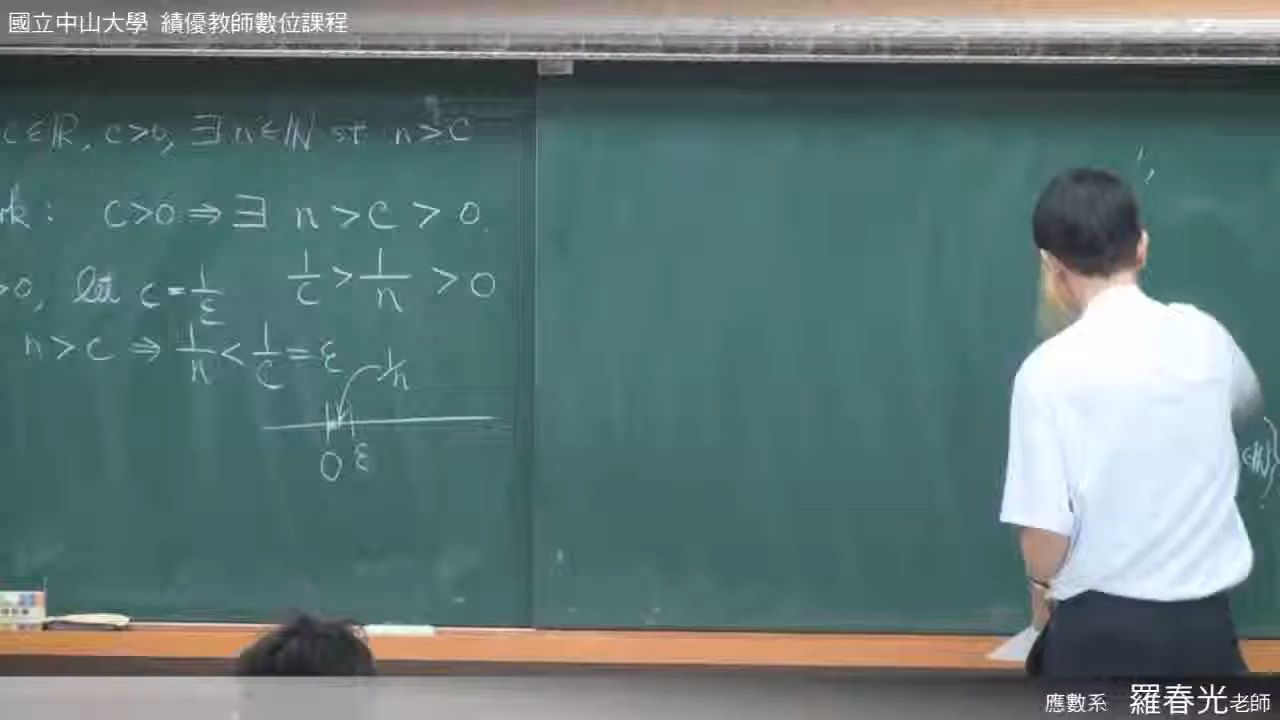 國立中山大學 績優教師數位課程
c∈ℝ, c>0, ∃ n∈ℕ st n>c
rk: c>0 ⇒ ∃ n > c > 0.
>0, let c = 1/ε 1/c > 1/n > 0
n > c ⇒ 1/n < 1/c = ε
1/n
0 ε
∈ℕ}
應數系 羅春光老師